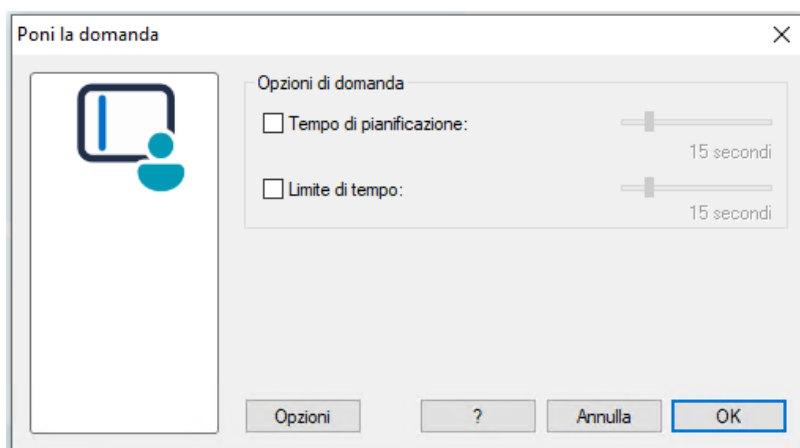 Poni la domanda
Opzioni di domanda
Tempo di pianificazione:
15 secondi
Limite di tempo:
15 secondi
Opzioni
?
Annulla
OK